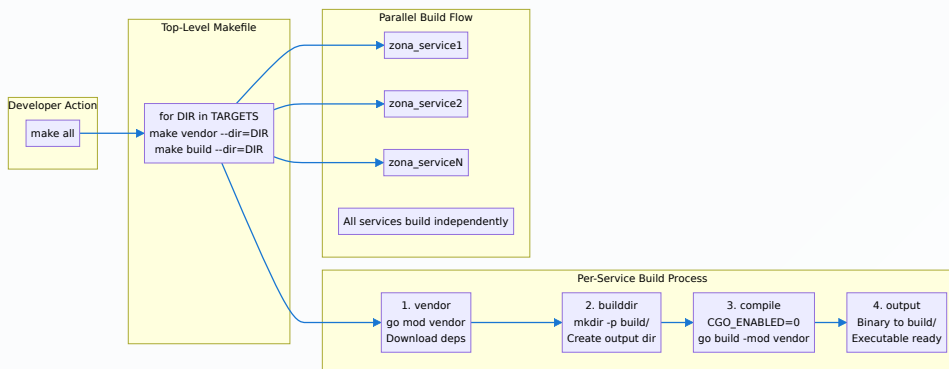 Developer Action
make all
Top-Level Makefile
for DIR in TARGETS
make vendor --dir=DIR
make build --dir=DIR
Parallel Build Flow
zona_service1
zona_service2
zona_serviceN
All services build independently
Per-Service Build Process
1. vendor
go mod vendor
Download deps
2. builddir
mkdir -p build/
Create output dir
3. compile
CGO_ENABLED=0
go build -mod vendor
4. output
Binary to build/
Executable ready